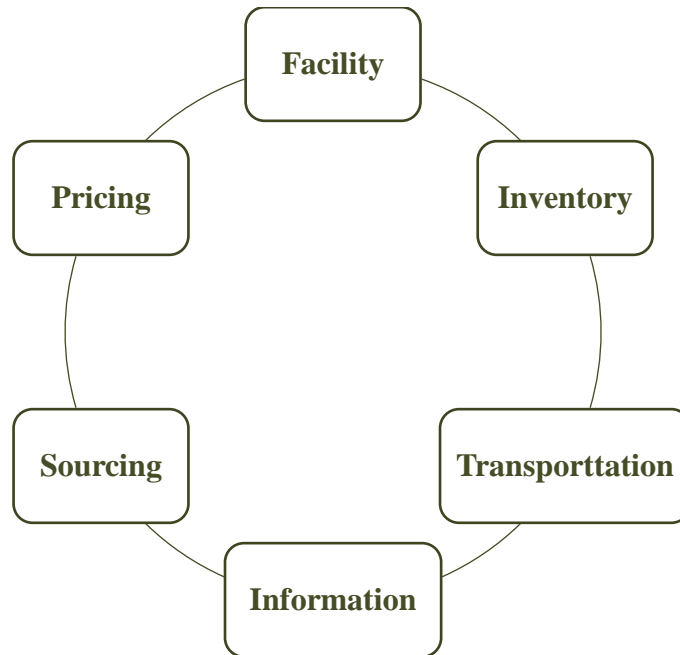 Facility
Pricing
Inventory
Sourcing
Transporttation
Information